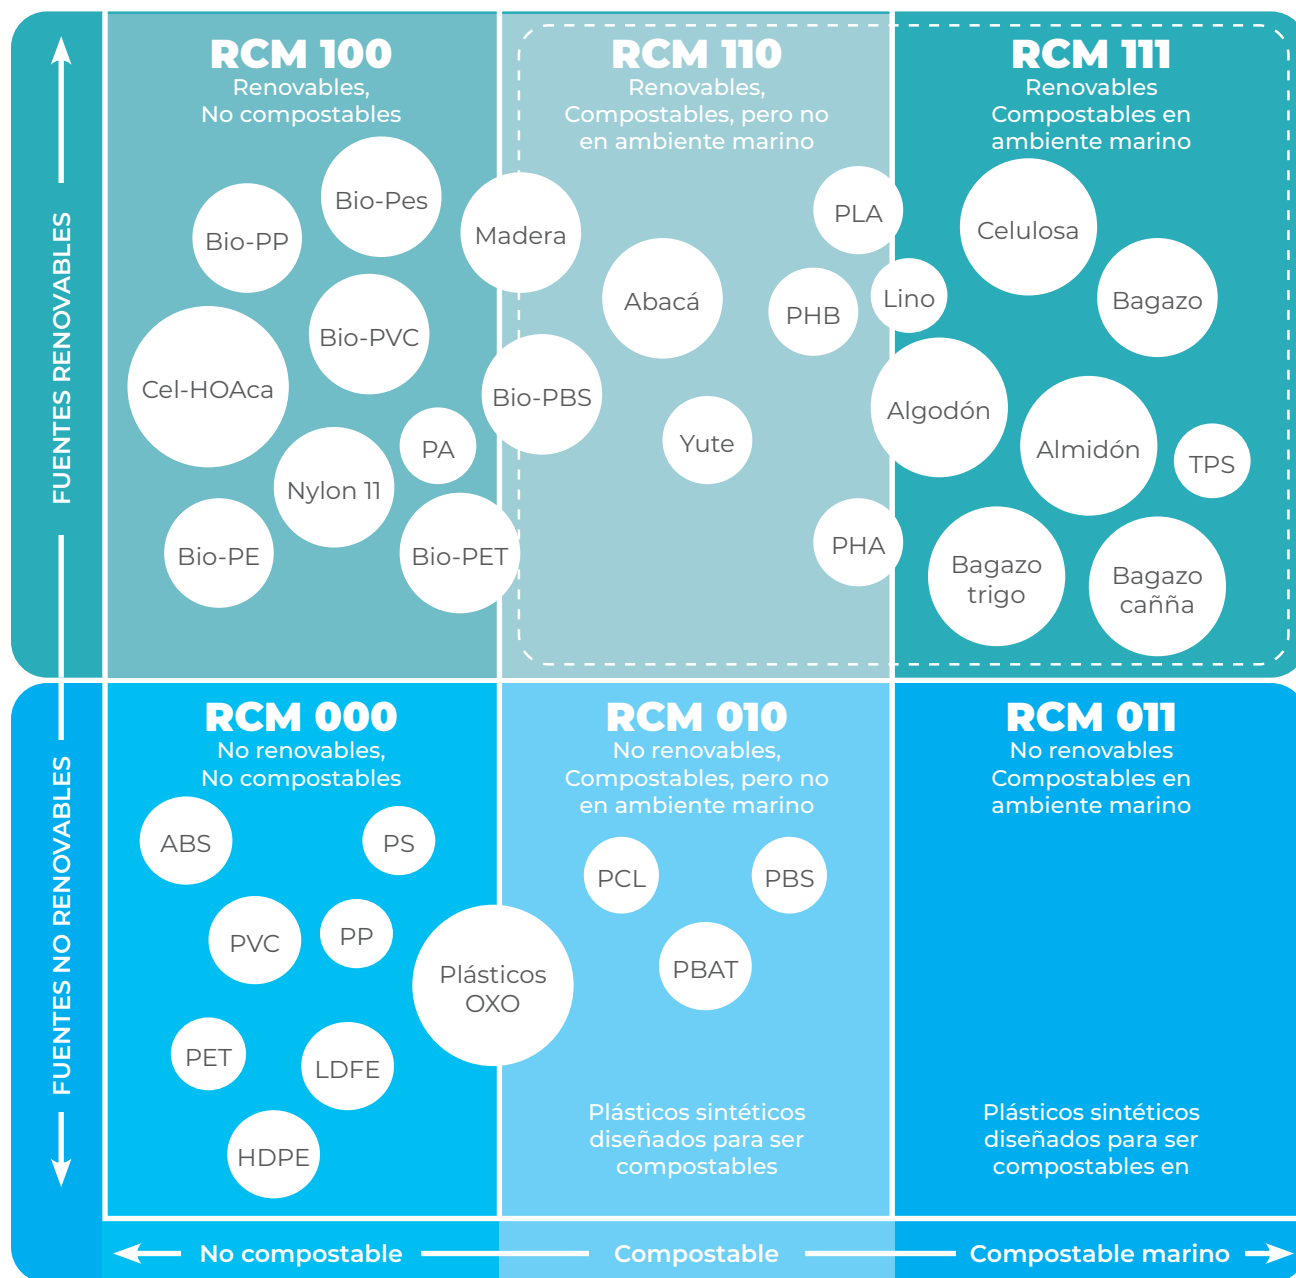 FUENTES RENOVABLES
RCM 100
Renovables,
No compostables
Bio-Pes
Bio-PP
Madera
Bio-PVC
Cel-HOAca
Bio-PBS
PA
Nylon 11
Bio-PE
Bio-PET
RCM 110
Renovables,
Compostables, pero no
en ambiente marino
PLA
Abacá
PHB
Lino
Yute
PHA
RCM 111
Renovables
Compostables en
ambiente marino
Celulosa
Bagazo
Algodón
Almidón
TPS
Bagazo
trigo
Bagazo
cañña
FUENTES NO RENOVABLES
RCM 000
No renovables,
No compostables
ABS
PS
PVC
PP
Plásticos
OXO
PET
LDFE
HDPE
RCM 010
No renovables,
Compostables, pero no
en ambiente marino
PCL
PBS
PBAT
Plásticos sintéticos
diseñados para ser
compostables
RCM 011
No renovables
Compostables en
ambiente marino
Plásticos sintéticos
diseñados para ser
compostables en
No compostable
Compostable
Compostable marino